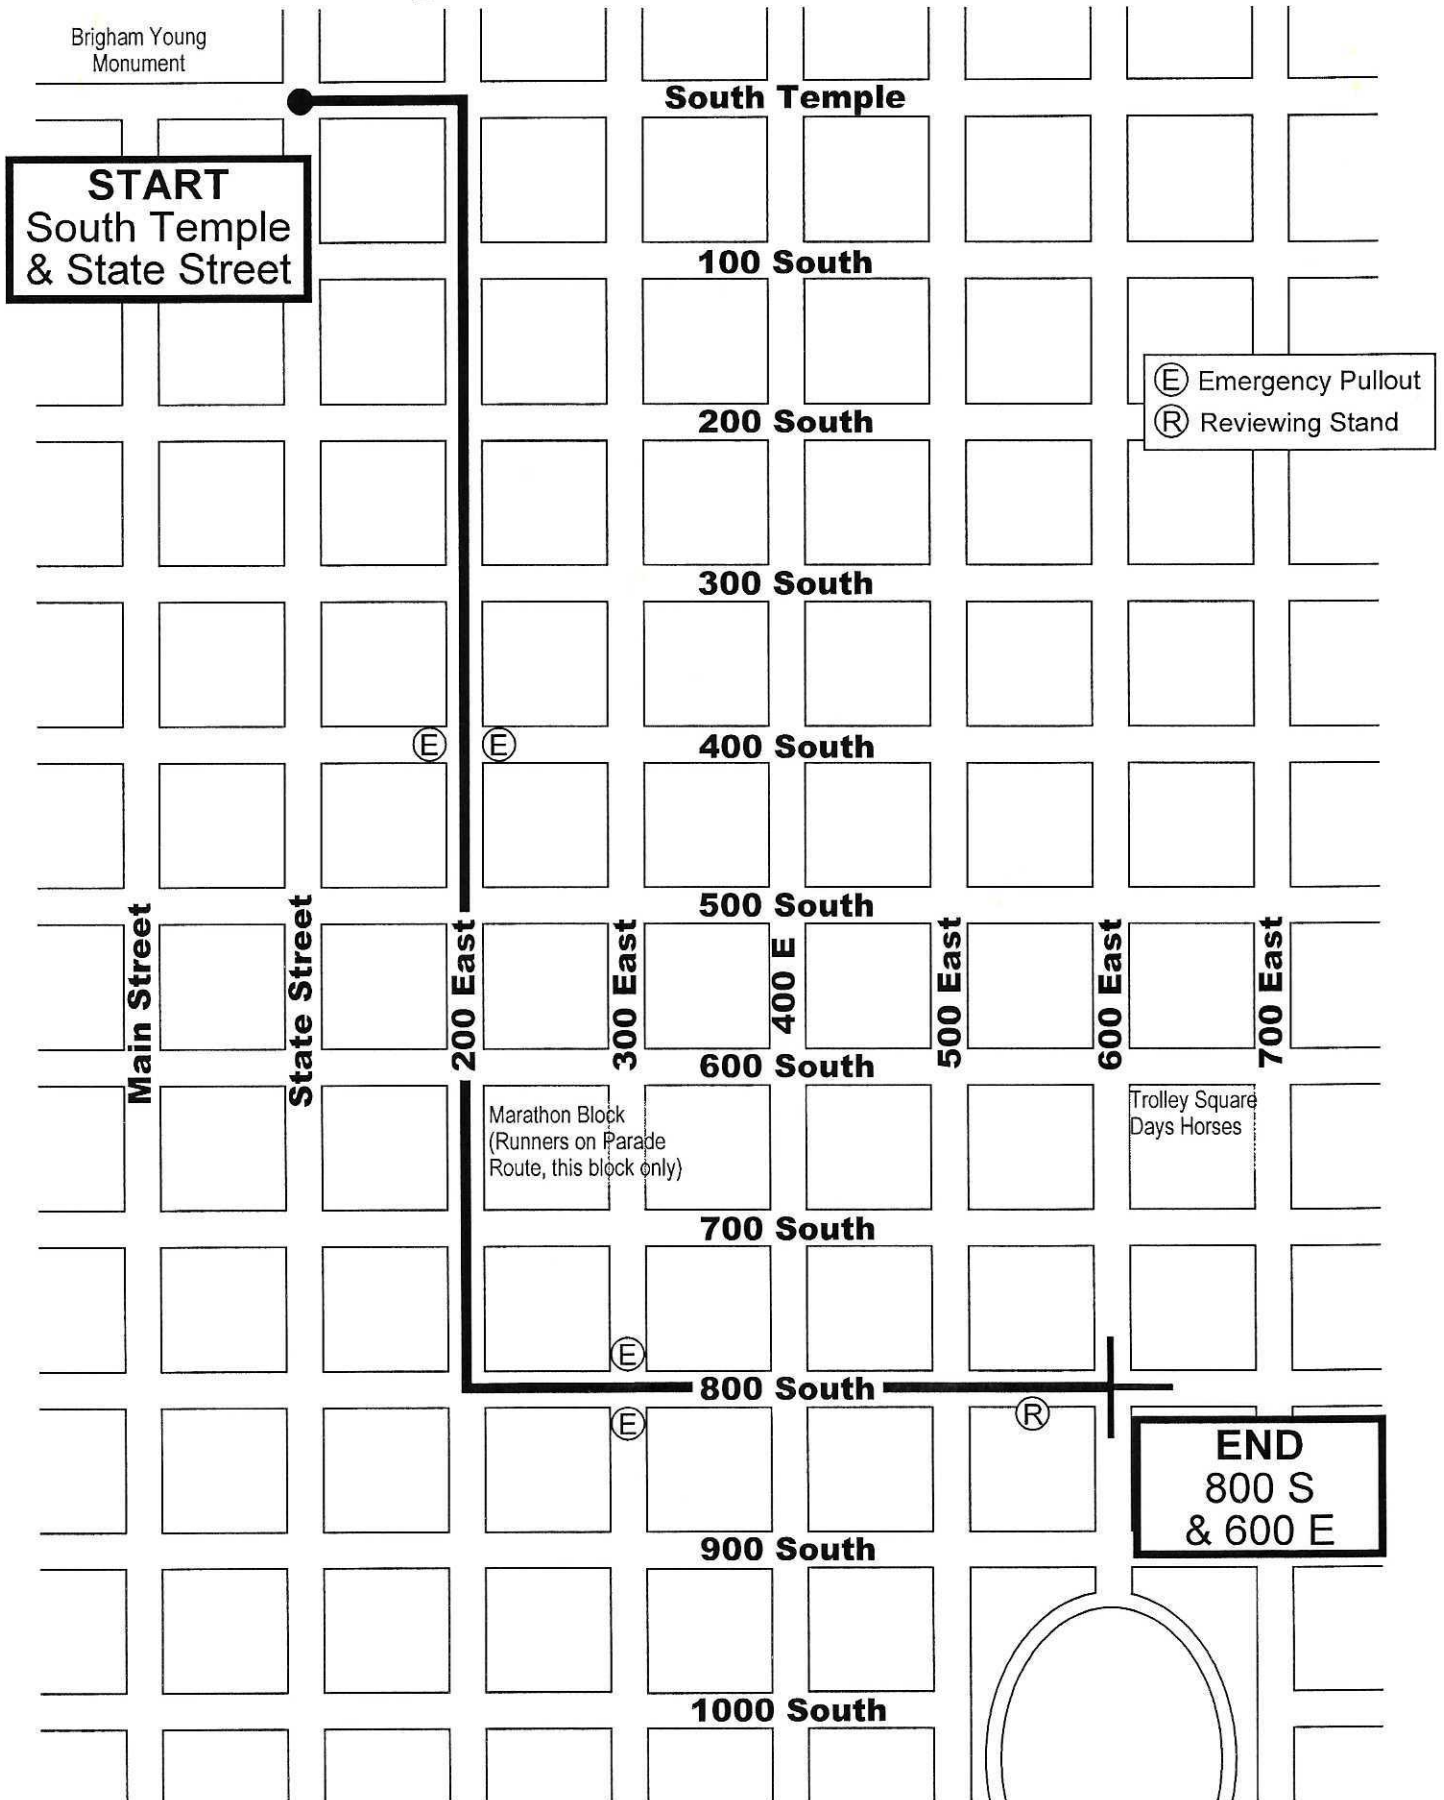 Brigham Young
Monument
South Temple
START
South Temple
& State Street
100 South
E Emergency Pullout
R Reviewing Stand
200 South
300 South
E
E
400 South
500 South
Main Street
State Street
200 East
300 East
400 E
500 East
600 East
700 East
600 South
Marathon Block
(Runners on Parade
Route, this block only)
Trolley Square
Days Horses
700 South
E
800 South
E
R
END
800 S
& 600 E
900 South
1000 South